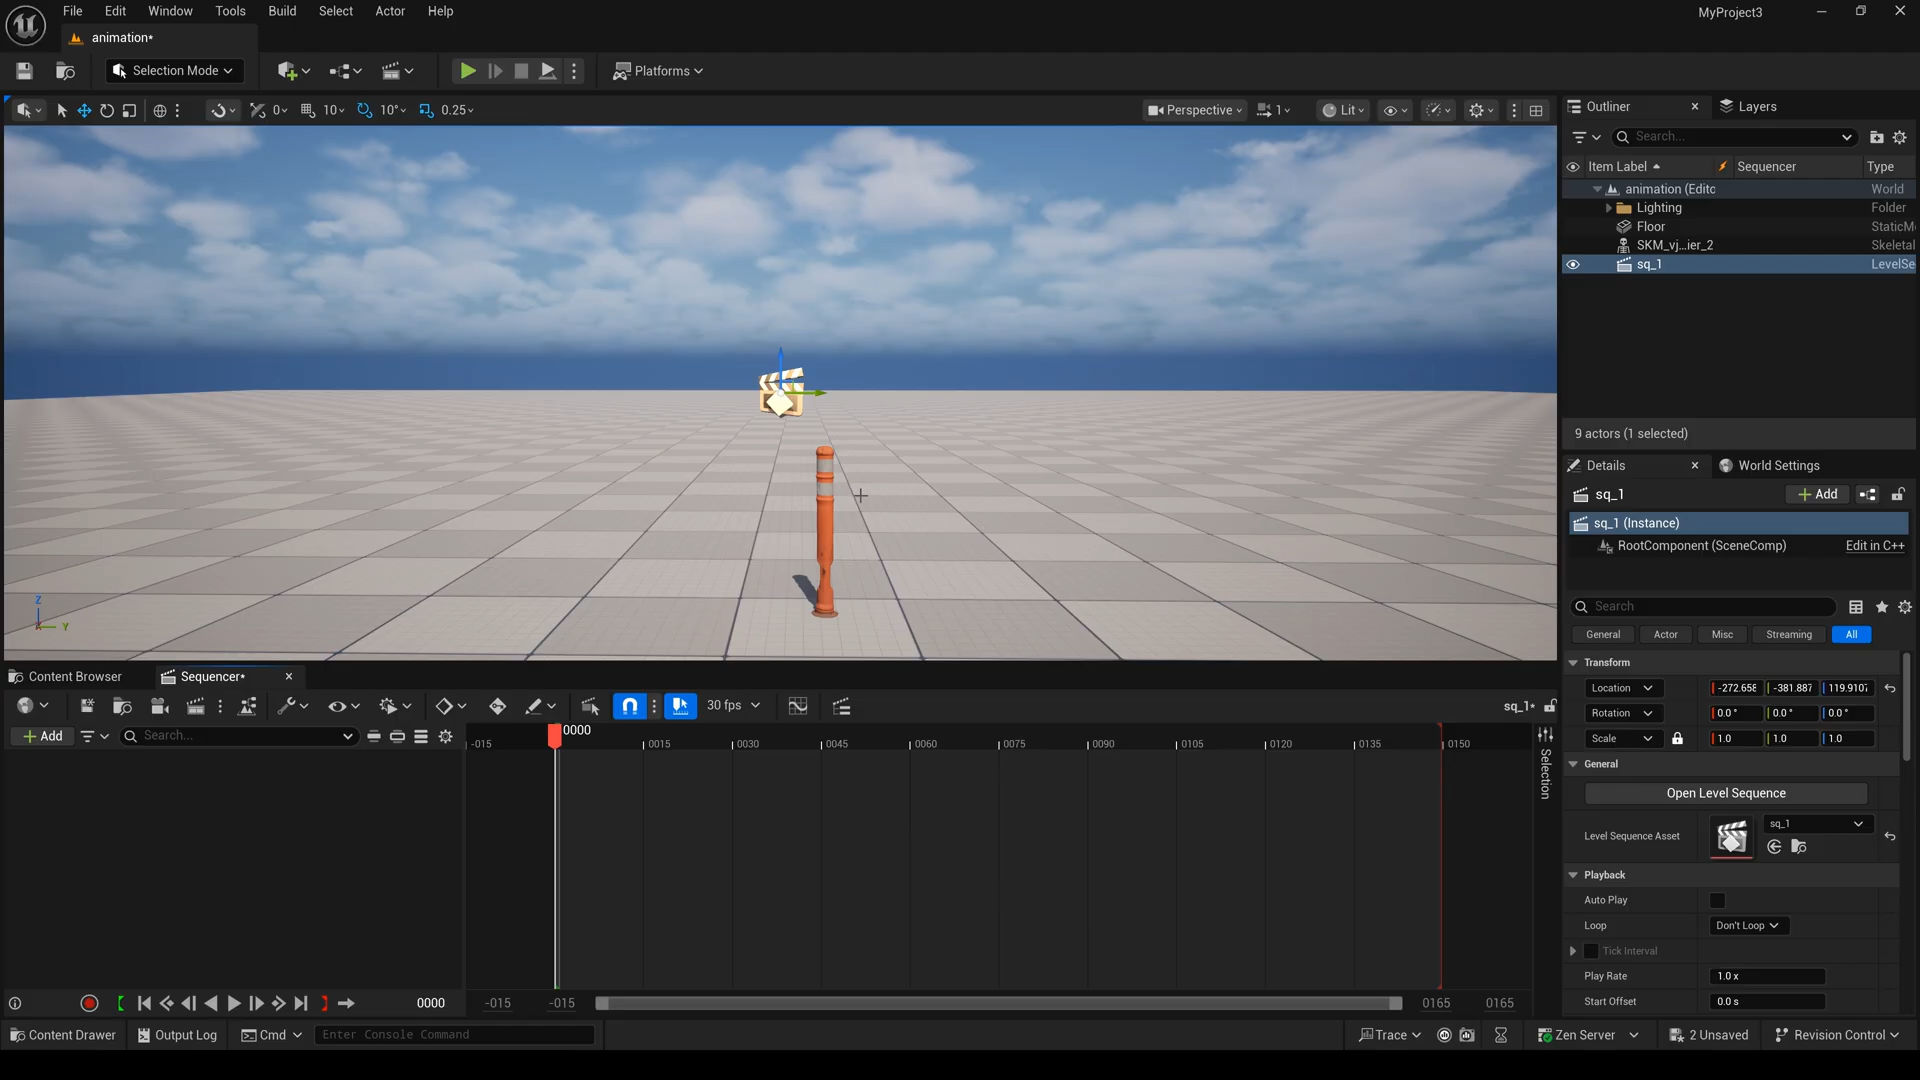 File Edit Window Tools Build Select Actor Help
MyProject3
animation*
Selection Mode
Platforms
0 10 10° 0.25
Perspective 1 Lit
Outliner Layers
Search...
Item Label Sequencer Type
animation (Editc World
Lighting Folder
Floor StaticM
SKM_vj...ier_2 Skeletal
sq_1 LevelSe
9 actors (1 selected)
Details World Settings
sq_1 Add
sq_1 (Instance)
RootComponent (SceneComp) Edit in C++
Search
General Actor Misc Streaming All
Transform
Location -272.658 -381.887 119.9107
Rotation 0.0° 0.0° 0.0°
Scale 1.0 1.0 1.0
General
Open Level Sequence
Level Sequence Asset sq_1
Playback
Auto Play
Loop Don't Loop
Tick Interval
Play Rate 1.0 x
Start Offset 0.0 s
Z
Y
Content Browser Sequencer*
30 fps sq_1*
Add Search...
0000
-015 0015 0030 0045 0060 0075 0090 0105 0120 0135 0150
Selection
0000 -015 -015 0165 0165
Content Drawer Output Log Cmd Enter Console Command
Trace Zen Server 2 Unsaved Revision Control